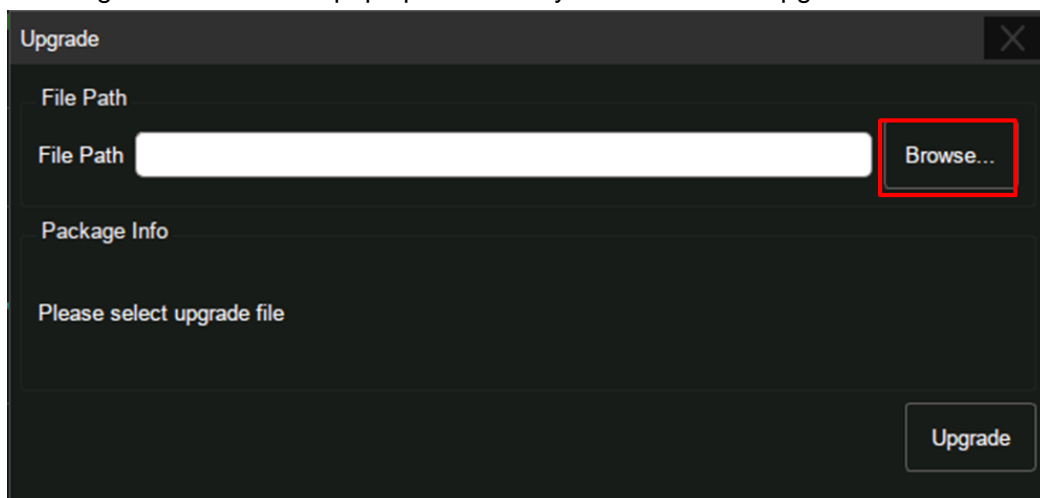 Upgrade
File Path
File Path
Browse...
Package Info
Please select upgrade file
Upgrade